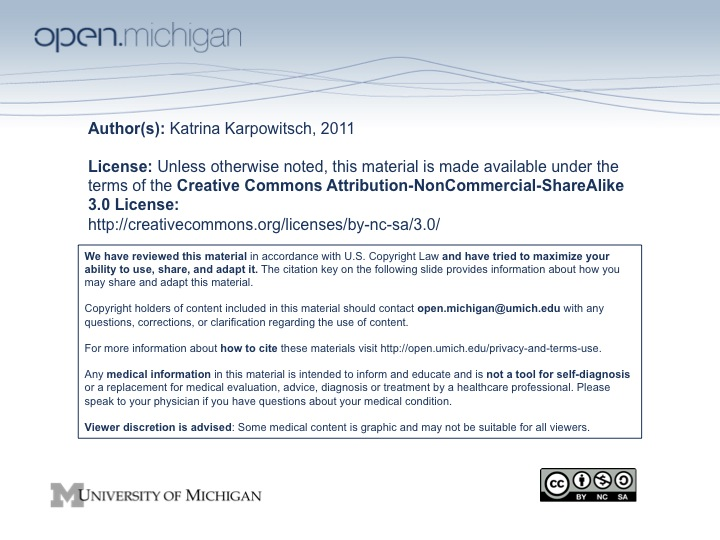 open.michigan
Author(s): Katrina Karpowitsch, 2011
License: Unless otherwise noted, this material is made available under the
terms of the Creative Commons Attribution-NonCommercial-ShareAlike
3.0 License:
http://creativecommons.org/licenses/by-nc-sa/3.0/
We have reviewed this material in accordance with U.S. Copyright Law and have tried to maximize your
ability to use, share, and adapt it. The citation key on the following slide provides information about how you
may share and adapt this material.
Copyright holders of content included in this material should contact open.michigan@umich.edu with any
questions, corrections, or clarification regarding the use of content.
For more information about how to cite these materials visit http://open.umich.edu/privacy-and-terms-use.
Any medical information in this material is intended to inform and educate and is not a tool for self-diagnosis
or a replacement for medical evaluation, advice, diagnosis or treatment by a healthcare professional. Please
speak to your physician if you have questions about your medical condition.
Viewer discretion is advised: Some medical content is graphic and may not be suitable for all viewers.
M UNIVERSITY OF MICHIGAN
cc
BY NC SA